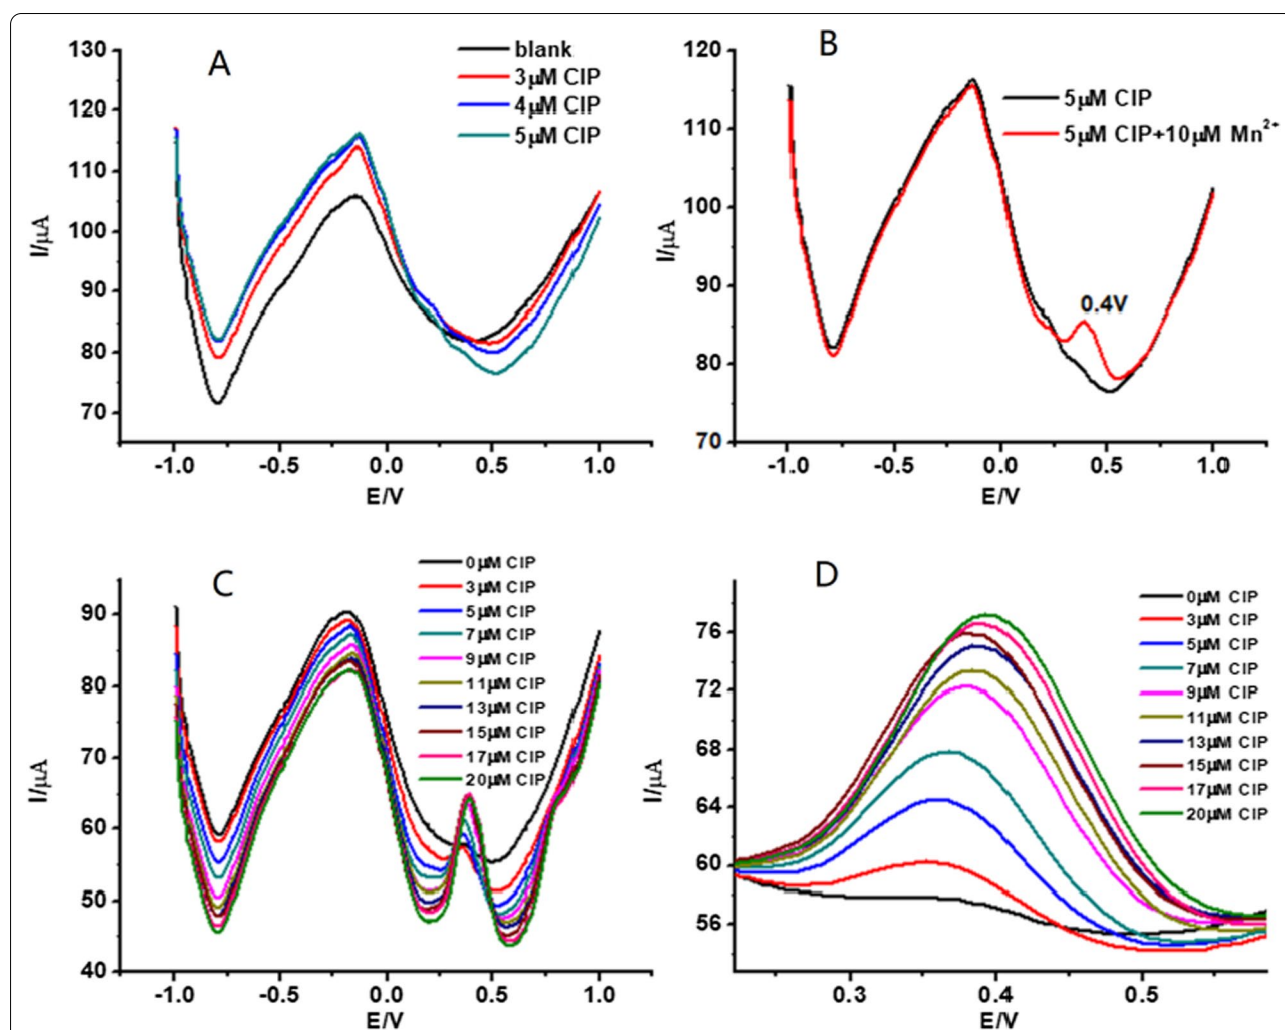 A
130
120
110
100
90
80
70
I/μA
-1.0
-0.5
0.0
0.5
1.0
E/V
blank
3μM CIP
4μM CIP
5μM CIP
B
120
110
100
90
80
70
I/μA
-1.0
-0.5
0.0
0.5
1.0
E/V
5μM CIP
5μM CIP+10μM Mn²⁺
0.4V
C
90
80
70
60
50
40
I/μA
-1.0
-0.5
0.0
0.5
1.0
E/V
0μM CIP
3μM CIP
5μM CIP
7μM CIP
9μM CIP
11μM CIP
13μM CIP
15μM CIP
17μM CIP
20μM CIP
D
76
72
68
64
60
56
I/μA
0.3
0.4
0.5
E/V
0μM CIP
3μM CIP
5μM CIP
7μM CIP
9μM CIP
11μM CIP
13μM CIP
15μM CIP
17μM CIP
20μM CIP